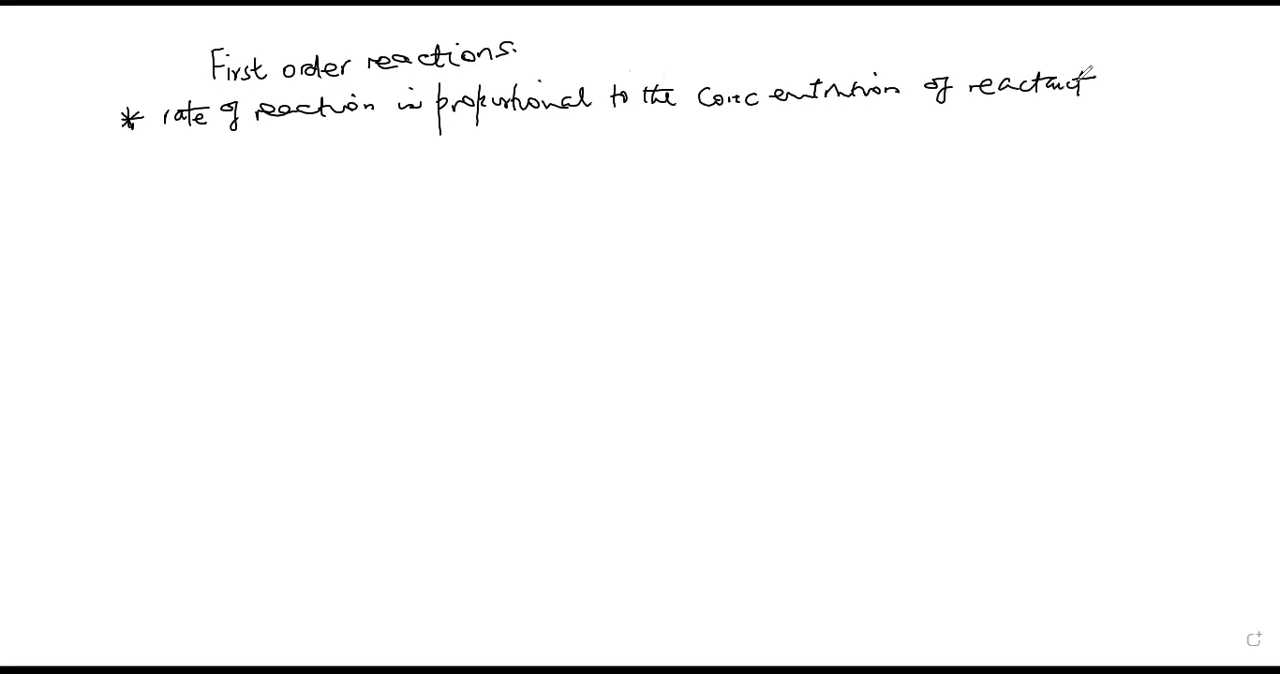 First order reactions.
* rate of reaction is proportional to the concentration of reactant